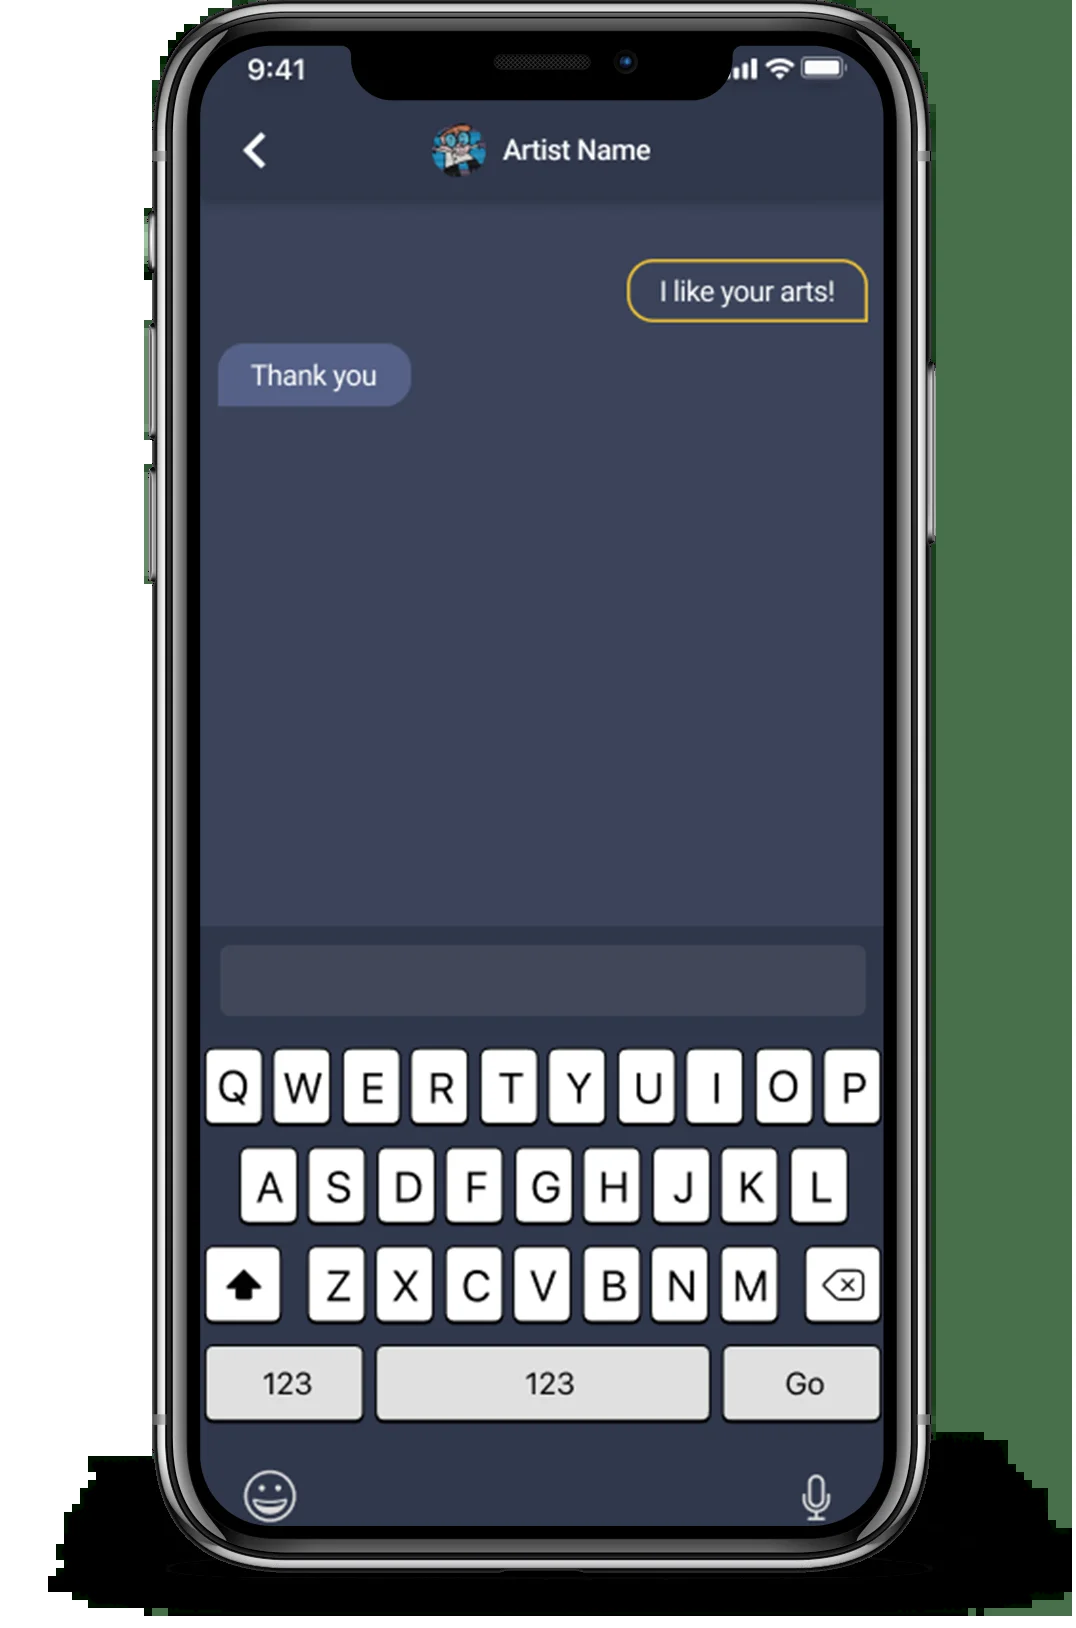 9:41
Artist Name
I like your arts!
Thank you
Q W E R T Y U I O P
A S D F G H J K L
Z X C V B N M
123 123 Go